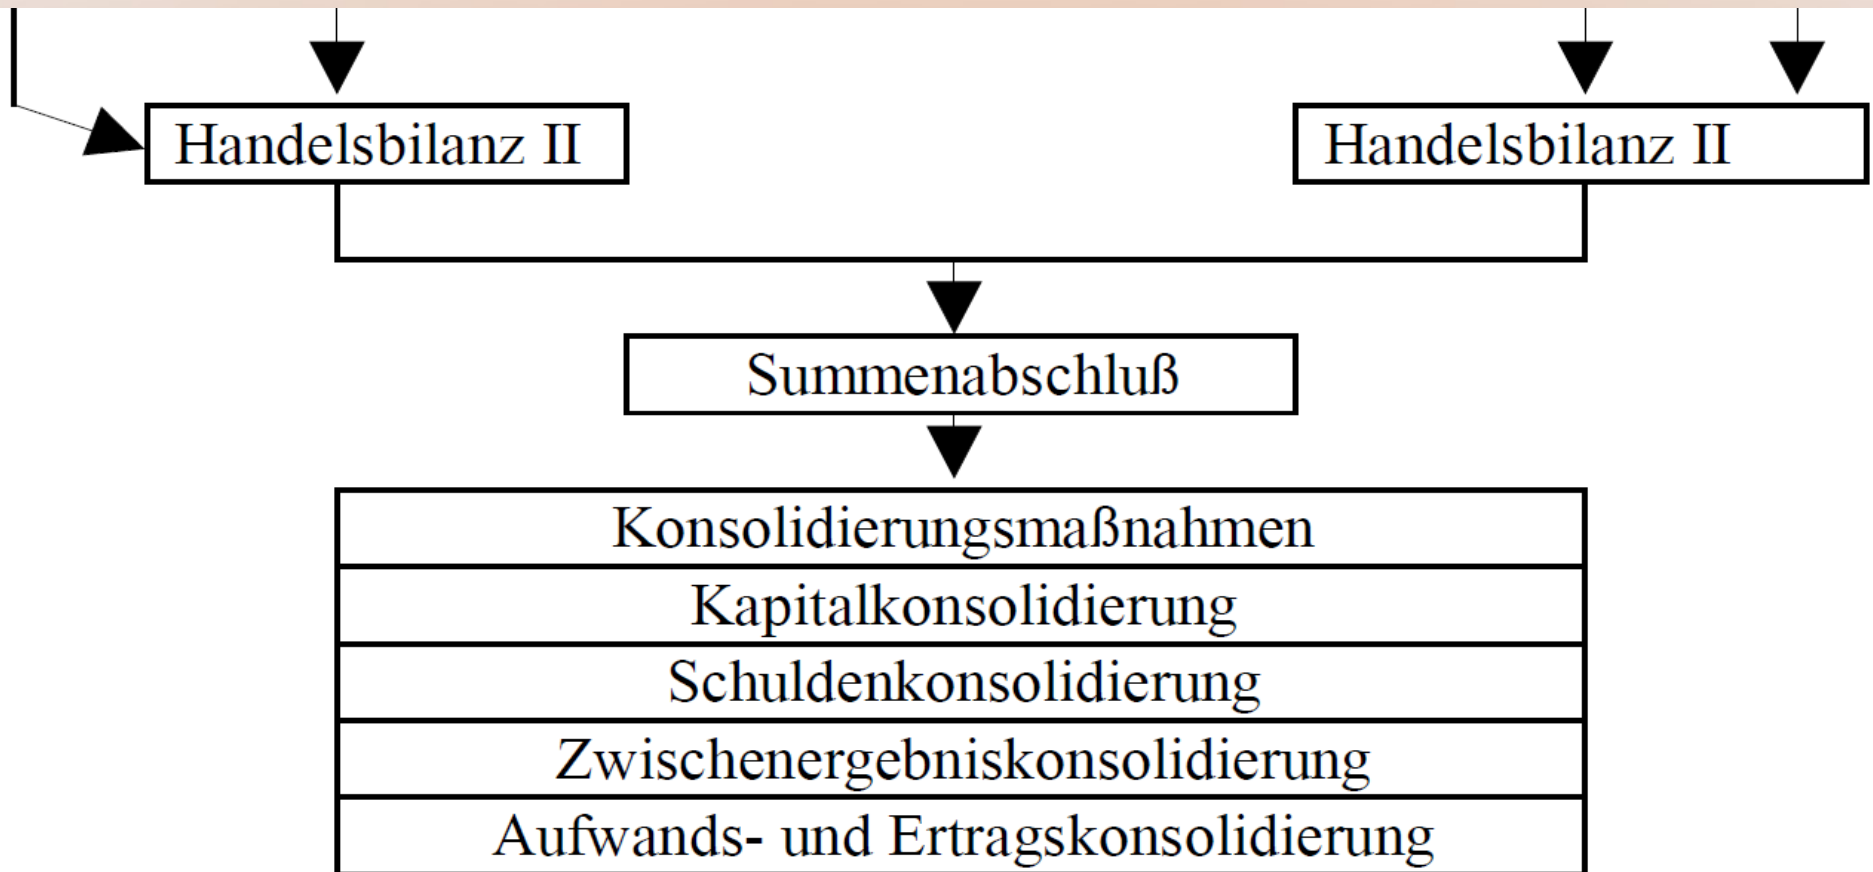 Handelsbilanz II
Handelsbilanz II
Summenabschluß
Konsolidierungsmaßnahmen
Kapitalkonsolidierung
Schuldenkonsolidierung
Zwischenergebniskonsolidierung
Aufwands- und Ertragskonsolidierung